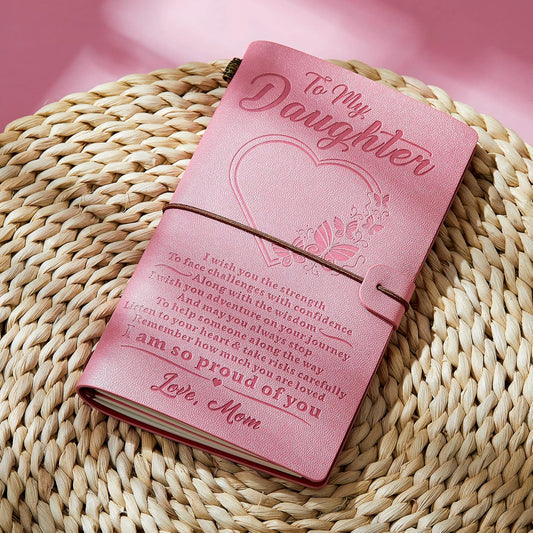 To My
Daughter
I wish you the strength
To face challenges with confidence
Along with the wisdom
I wish you adventure on your journey
And may you always stop
To help someone along the way
Listen to your heart & take risks carefully
Remember how much you are loved
I am so proud of you
Love, Mom